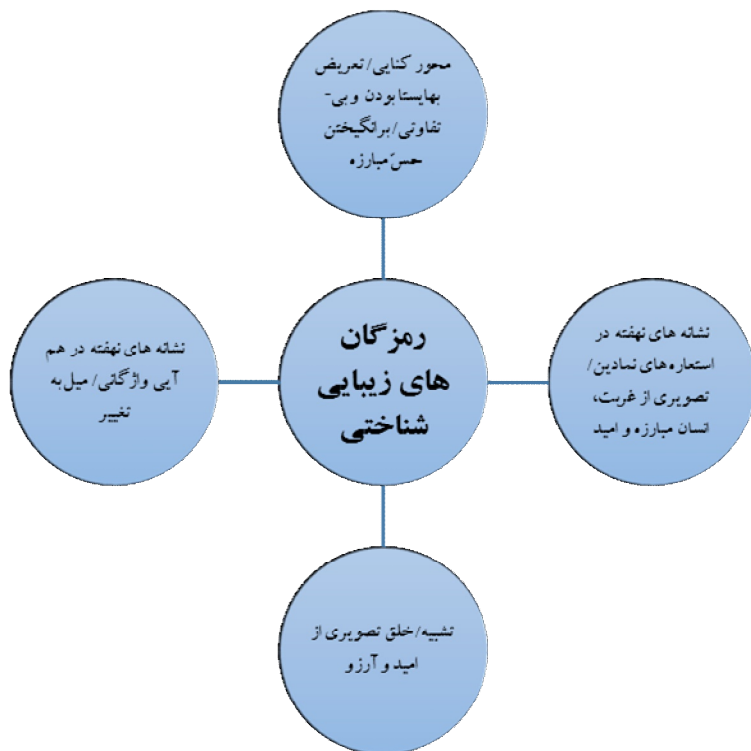 محور کنایی/ تعریض
بهایستا بودن و بی-
تفاوتی/ برانگیختن
حسّ مبارزه
نشانه های نهفته در
استعاره های نمادین/
تصویری از غربت،
انسان مبارزه و امید
رمزگان
های زیبایی
شناختی
نشانه های نهفته در هم
آیی واژگانی/ میل به
تغییر
تشبیه/ خلق تصویری از
امید و آرزو